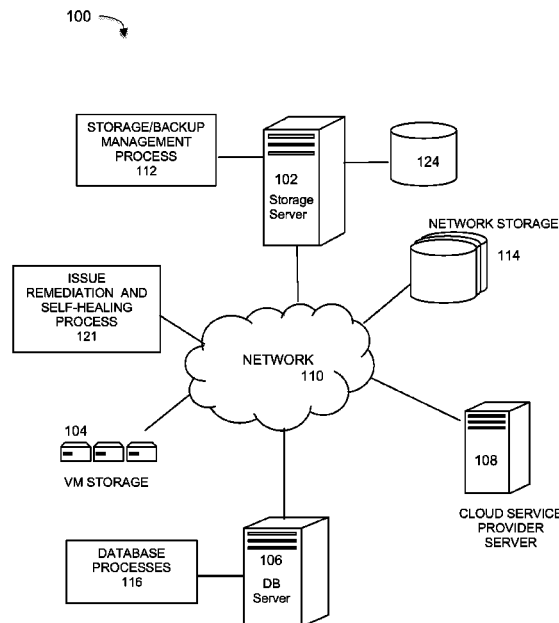 100
STORAGE/BACKUP
MANAGEMENT
PROCESS
112
102
Storage
Server
124
NETWORK STORAGE
114
ISSUE
REMEDIATION AND
SELF-HEALING
PROCESS
121
NETWORK
110
104
VM STORAGE
108
CLOUD SERVICE
PROVIDER
SERVER
DATABASE
PROCESSES
116
106
DB
Server